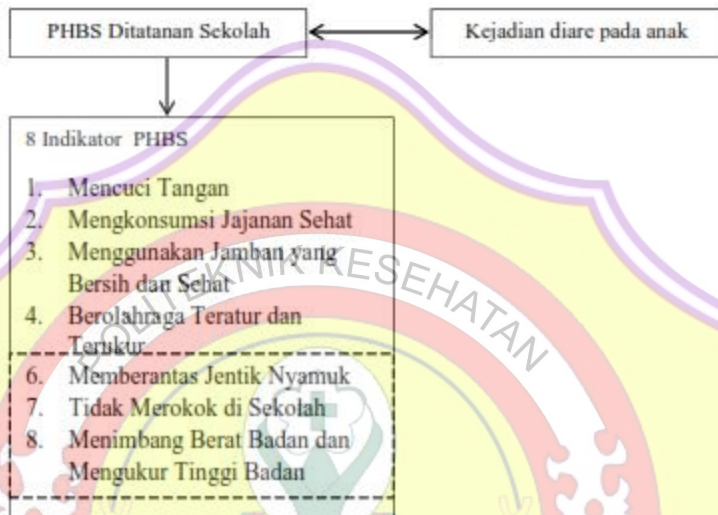 PHBS Ditatanan Sekolah
Kejadian diare pada anak
8 Indikator PHBS
1. Mencuci Tangan
2. Mengkonsumsi Jajanan Sehat
3. Menggunakan Jamban yang
Bersih dan Sehat
4. Berolahraga Teratur dan
Terukur
6. Memberantas Jentik Nyamuk
7. Tidak Merokok di Sekolah
8. Menimbang Berat Badan dan
Mengukur Tinggi Badan
POLITEKNIK KESEHATAN